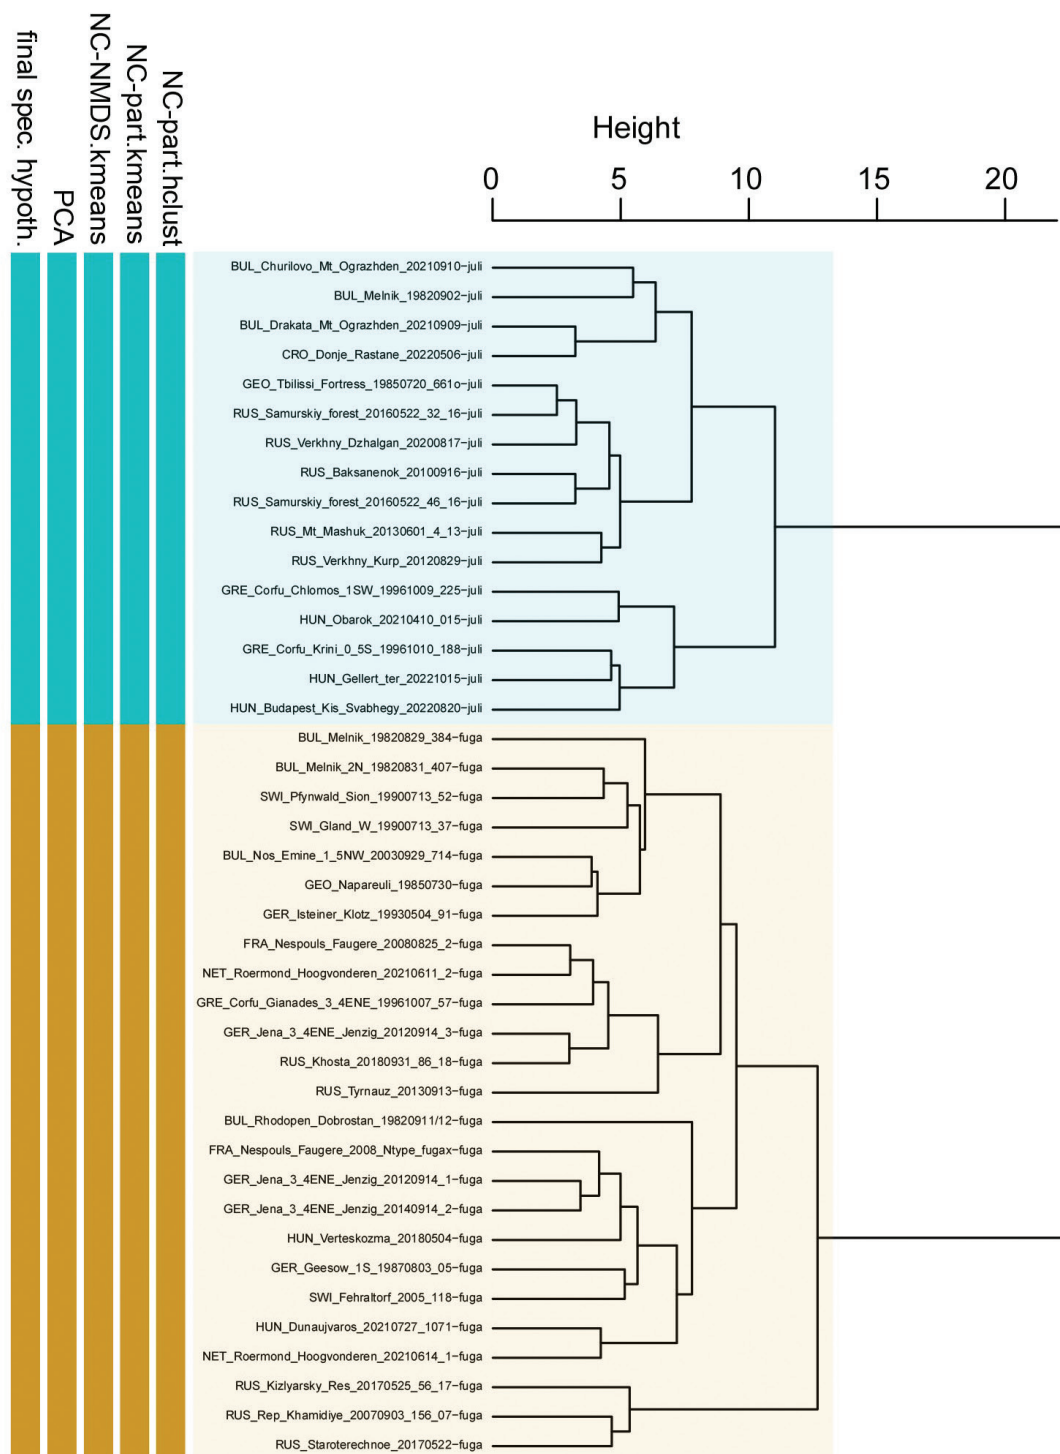 final spec. hypoth.
PCA
NC-NMDS.kmeans
NC-part.kmeans
NC-part.hclust
Height
0 5 10 15 20
BUL_Churilovo_Mt_Ograzhden_20210910-juli
BUL_Melnik_19820902-juli
BUL_Drakata_Mt_Ograzhden_20210909-juli
CRO_Donje_Rastane_20220506-juli
GEO_Tbilissi_Fortress_19850720_661o-juli
RUS_Samurskiy_forest_20160522_32_16-juli
RUS_Verkhny_Dzhalgan_20200817-juli
RUS_Baksanenok_20100916-juli
RUS_Samurskiy_forest_20160522_46_16-juli
RUS_Mt_Mashuk_20130601_4_13-juli
RUS_Verkhny_Kurp_20120829-juli
GRE_Corfu_Chlomos_1SW_19961009_225-juli
HUN_Obarok_20210410_015-juli
GRE_Corfu_Krini_0_5S_19961010_188-juli
HUN_Gellert_ter_20221015-juli
HUN_Budapest_Kis_Svabhegy_20220820-juli
BUL_Melnik_19820829_384-fuga
BUL_Melnik_2N_19820831_407-fuga
SWI_Pfynwald_Sion_19900713_52-fuga
SWI_Gland_W_19900713_37-fuga
BUL_Nos_Emine_1_5NW_20030929_714-fuga
GEO_Napareuli_19850730-fuga
GER_Isteiner_Klotz_19930504_91-fuga
FRA_Nespouls_Faugere_20080825_2-fuga
NET_Roermond_Hoogvonderen_20210611_2-fuga
GRE_Corfu_Gianades_3_4ENE_19961007_57-fuga
GER_Jena_3_4ENE_Jenzig_20120914_3-fuga
RUS_Khosta_20180931_86_18-fuga
RUS_Tyrnauz_20130913-fuga
BUL_Rhodopen_Dobrostan_19820911/12-fuga
FRA_Nespouls_Faugere_2008_Ntype_fugax-fuga
GER_Jena_3_4ENE_Jenzig_20120914_1-fuga
GER_Jena_3_4ENE_Jenzig_20140914_2-fuga
HUN_Verteskozma_20180504-fuga
GER_Geesow_1S_19870803_05-fuga
SWI_Fehraltorf_2005_118-fuga
HUN_Dunaujvaros_20210727_1071-fuga
NET_Roermond_Hoogvonderen_20210614_1-fuga
RUS_Kizlyarsky_Res_20170525_56_17-fuga
RUS_Rep_Khamidiye_20070903_156_07-fuga
RUS_Staroterechnoe_20170522-fuga